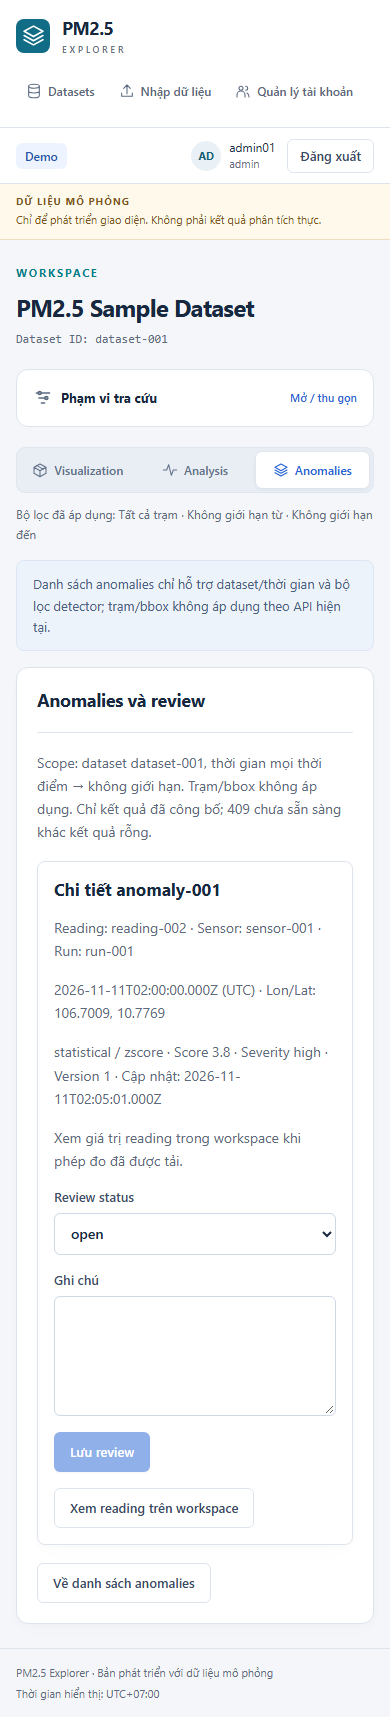 PM2.5
EXPLORER
Datasets
Nhập dữ liệu
Quản lý tài khoản
Demo
AD
admin01
admin
Đăng xuất
DỮ LIỆU MÔ PHỎNG
Chỉ để phát triển giao diện. Không phải kết quả phân tích thực.
WORKSPACE
PM2.5 Sample Dataset
Dataset ID: dataset-001
Phạm vi tra cứu
Mở / thu gọn
Visualization
Analysis
Anomalies
Bộ lọc đã áp dụng: Tất cả trạm · Không giới hạn từ · Không giới hạn
đến
Danh sách anomalies chỉ hỗ trợ dataset/thời gian và bộ
lọc detector; trạm/bbox không áp dụng theo API hiện
tại.
Anomalies và review
Scope: dataset dataset-001, thời gian mọi thời
điểm → không giới hạn. Trạm/bbox không áp
dụng. Chỉ kết quả đã công bố; 409 chưa sẵn sàng
khác kết quả rỗng.
Chi tiết anomaly-001
Reading: reading-002 · Sensor: sensor-001 ·
Run: run-001
2026-11-11T02:00:00.000Z (UTC) · Lon/Lat:
106.7009, 10.7769
statistical / zscore · Score 3.8 · Severity high ·
Version 1 · Cập nhật: 2026-11-
11T02:05:01.000Z
Xem giá trị reading trong workspace khi
phép đo đã được tải.
Review status
open
Ghi chú
Lưu review
Xem reading trên workspace
Về danh sách anomalies
PM2.5 Explorer · Bản phát triển với dữ liệu mô phỏng
Thời gian hiển thị: UTC+07:00